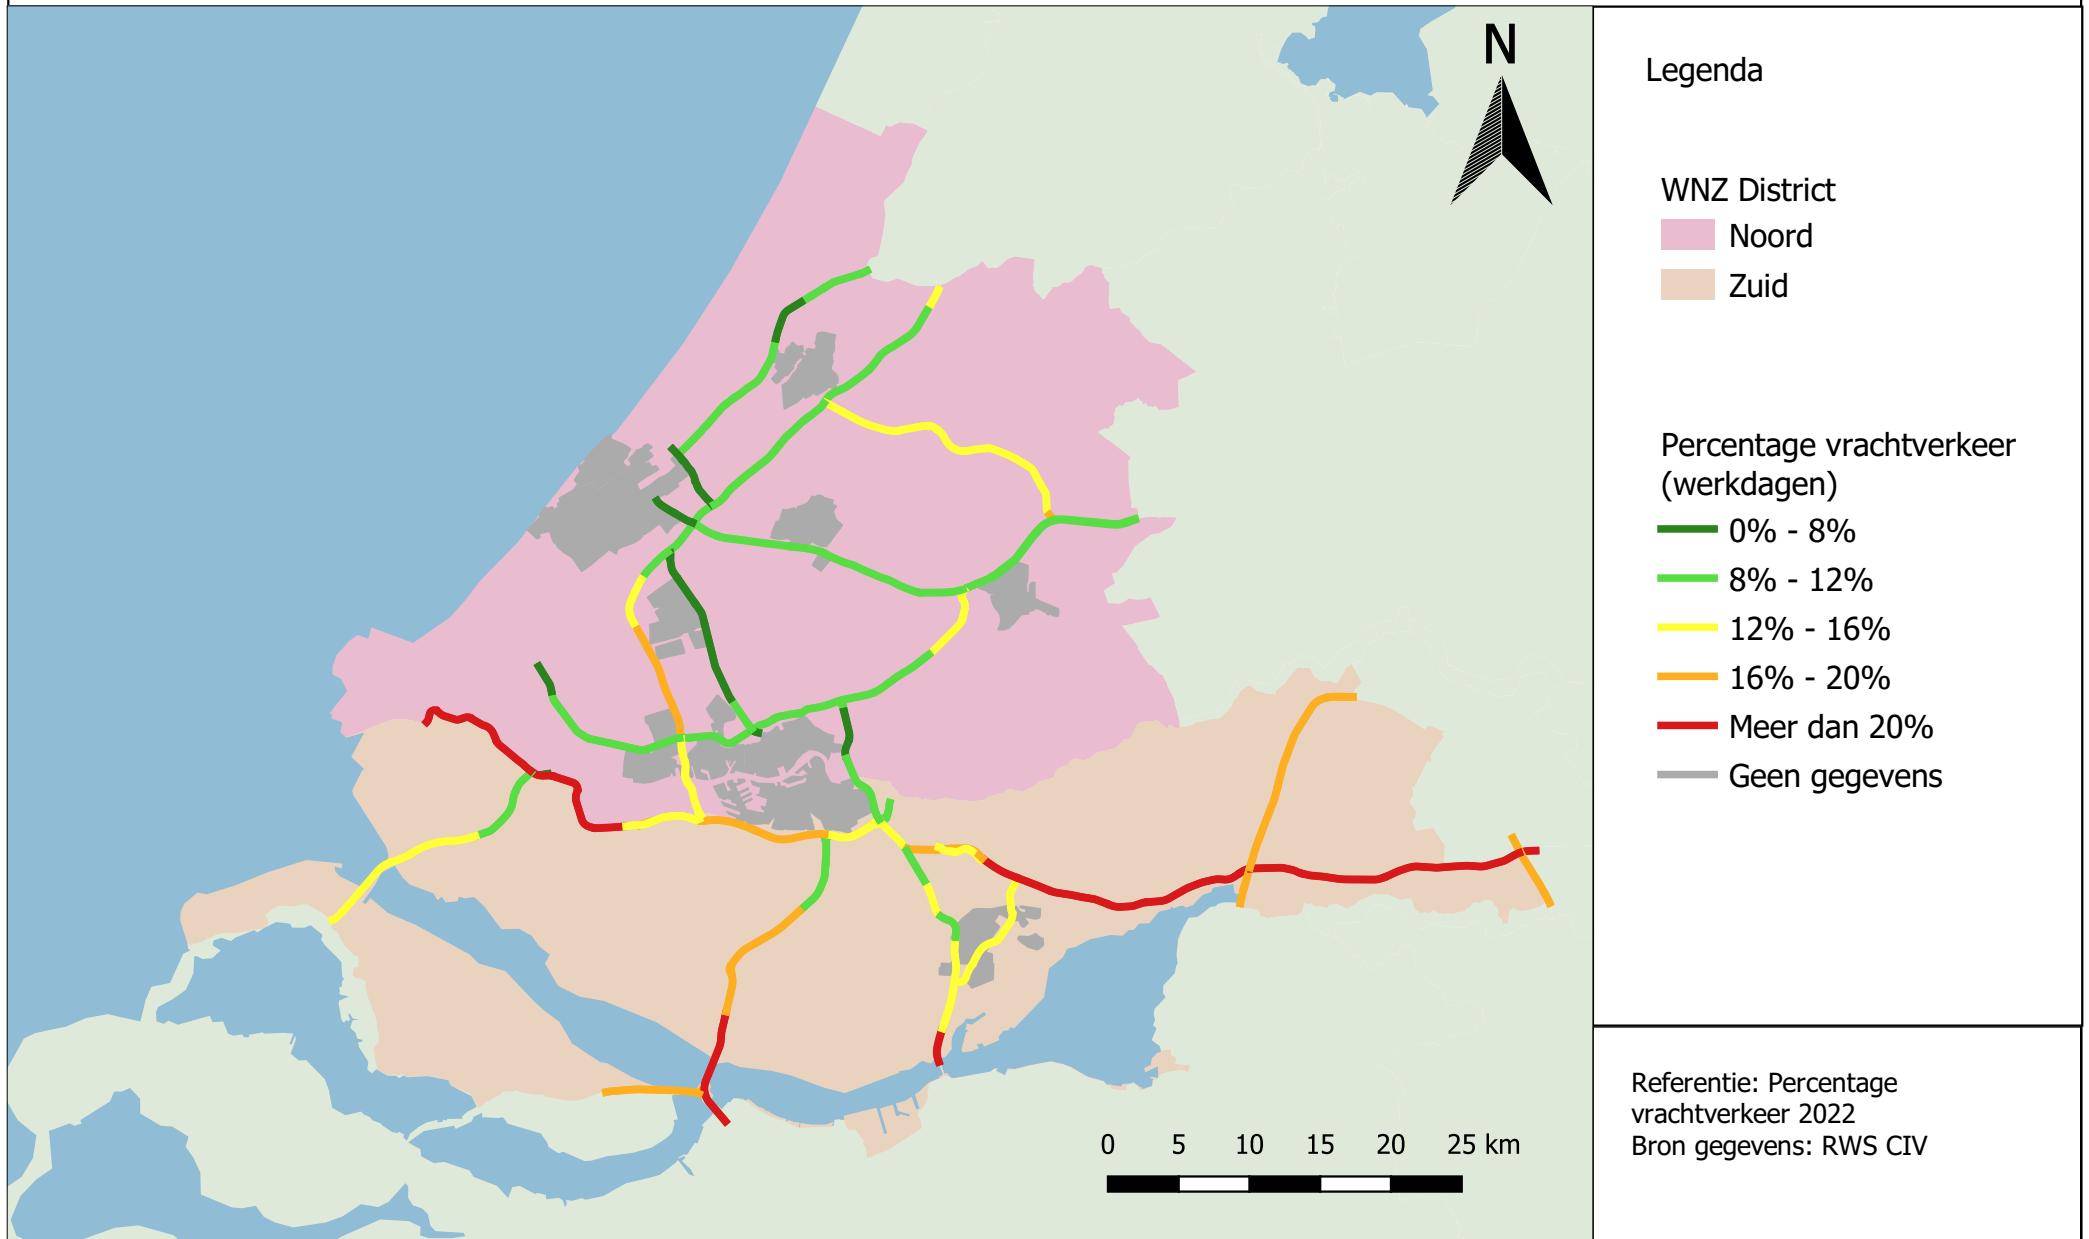 N
Legenda
WNZ District
Noord
Zuid
Percentage vrachtverkeer
(werkdagen)
0% - 8%
8% - 12%
12% - 16%
16% - 20%
Meer dan 20%
Geen gegevens
0 5 10 15 20 25 km
Referentie: Percentage
vrachtverkeer 2022
Bron gegevens: RWS CIV